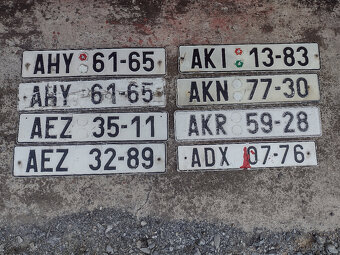 AHY 61-65
AHY 61-65
AEZ 35-11
AEZ 32-89
AKI 13-83
AKN 77-30
AKR 59-28
ADX 07-76